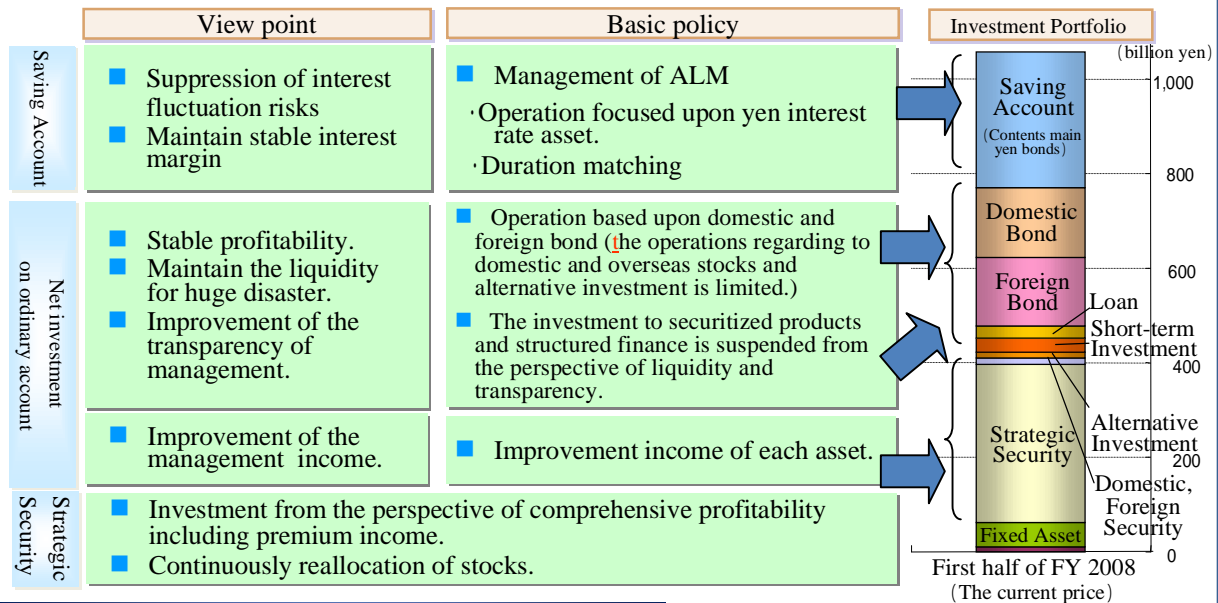 View point
Basic policy
Investment Portfolio
Saving Account
■ Suppression of interest
fluctuation risks
■ Maintain stable interest
margin
■ Management of ALM
・Operation focused upon yen interest
rate asset.
・Duration matching
Net investment
on ordinary account
■ Stable profitability.
■ Maintain the liquidity
for huge disaster.
■ Improvement of the
transparency of
management.
■ Operation based upon domestic and
foreign bond (the operations regarding to
domestic and overseas stocks and
alternative investment is limited.)
■ The investment to securitized products
and structured finance is suspended from
the perspective of liquidity and
transparency.
■ Improvement of the
management income.
■ Improvement income of each asset.
Strategic
Security
■ Investment from the perspective of comprehensive profitability
including premium income.
■ Continuously reallocation of stocks.
(billion yen)
1,000
800
600
400
200
0
Saving
Account
(Contents main
yen bonds)
Domestic
Bond
Foreign
Bond
Loan
Short-term
Investment
Alternative
Investment
Domestic,
Foreign
Security
Strategic
Security
Fixed Asset
First half of FY 2008
(The current price)